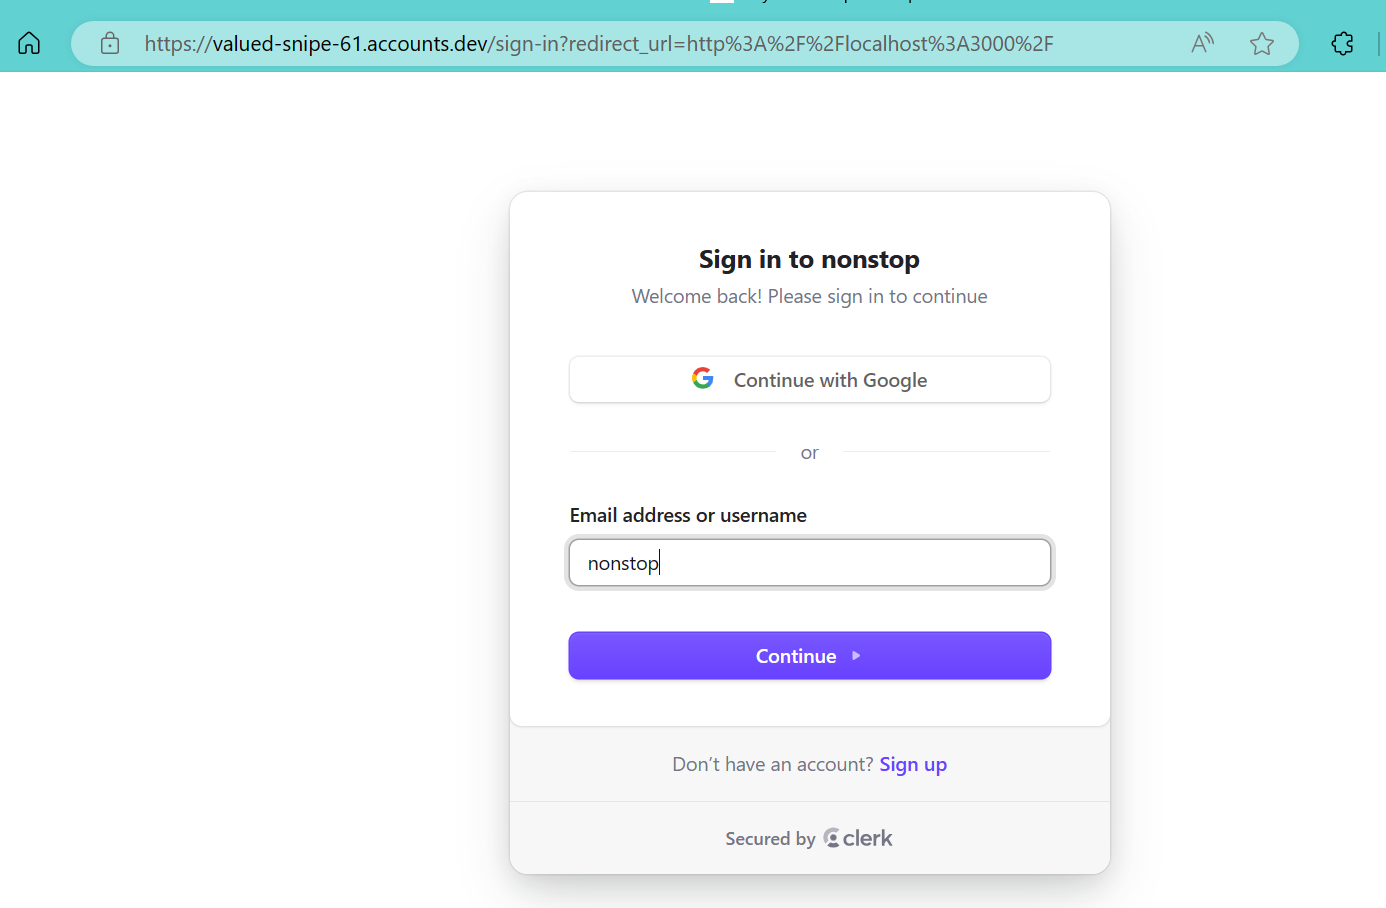 https://valued-snipe-61.accounts.dev/sign-in?redirect_url=http%3A%2F%2Flocalhost%3A3000%2F
Sign in to nonstop
Welcome back! Please sign in to continue
Continue with Google
or
Email address or username
nonstop
Continue
Don’t have an account? Sign up
Secured by clerk